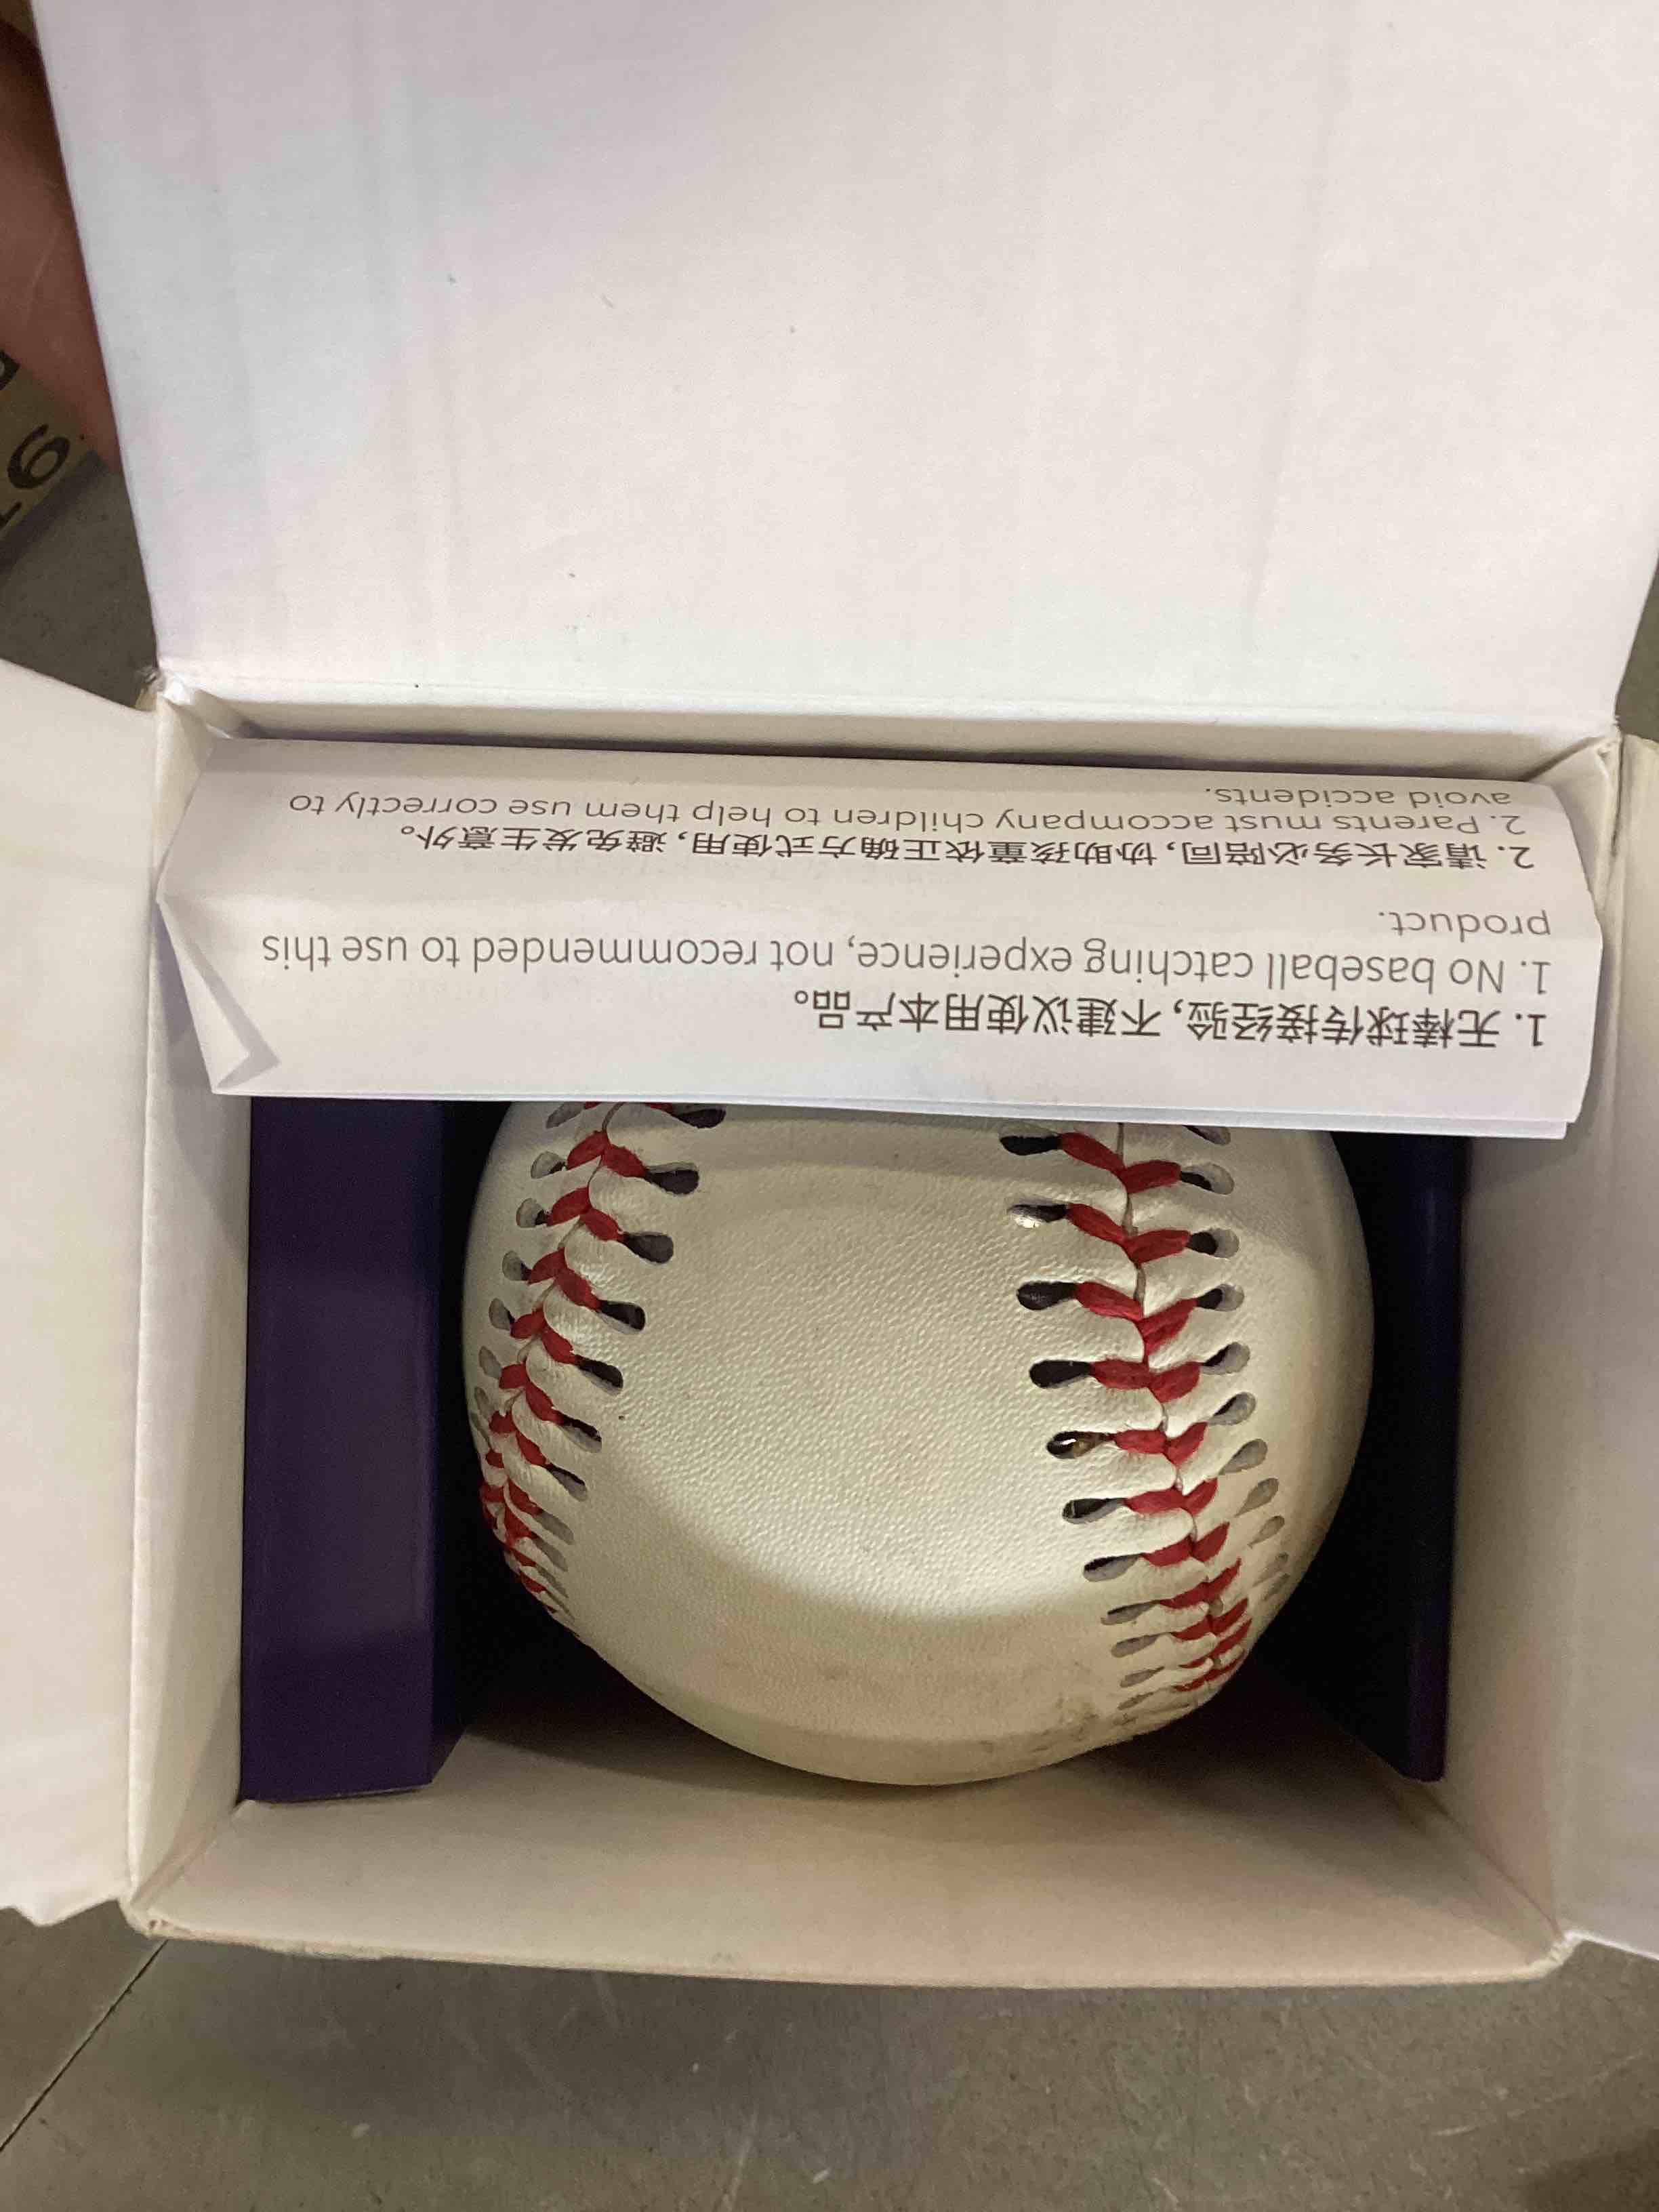 1. 无棒球传接经验, 不建议使用本产品。
1. No baseball catching experience, not recommended to use this
product.
2. 请家长务必陪同, 协助孩童依正确方式使用, 避免发生意外。
2. Parents must accompany children to help them use correctly to
avoid accidents.